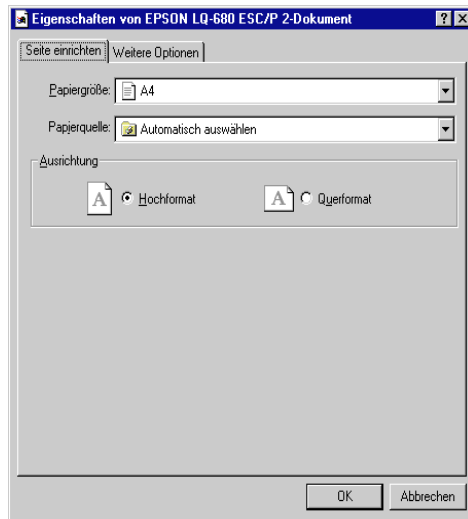 Eigenschaften von EPSON LQ-680 ESC/P 2-Dokument
Seite einrichten Weitere Optionen
Papiergröße: A4
Papierquelle: Automatisch auswählen
Ausrichtung
A Hochformat A Querformat
OK Abbrechen